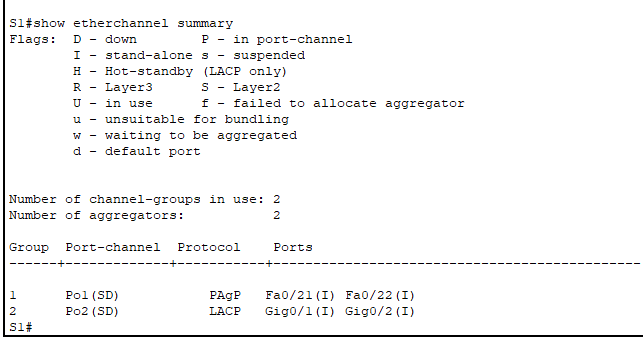 S1#show etherchannel summary
Flags:  D - down        P - in port-channel
        I - stand-alone s - suspended
        H - Hot-standby (LACP only)
        R - Layer3      S - Layer2
        U - in use      f - failed to allocate aggregator
        u - unsuitable for bundling
        w - waiting to be aggregated
        d - default port
Number of channel-groups in use: 2
Number of aggregators:           2
Group  Port-channel  Protocol    Ports
------+-------------+-----------+----------------------------------------------
1      Po1(SD)           PAgP   Fa0/21(I) Fa0/22(I)
2      Po2(SD)           LACP   Gig0/1(I) Gig0/2(I)
S1#